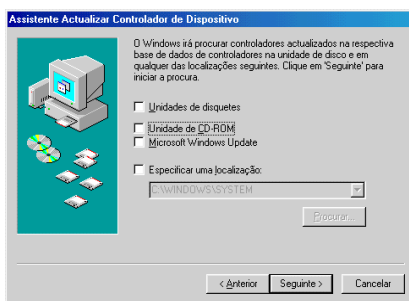 Assistente Actualizar Controlador de Dispositivo
O Windows irá procurar controladores actualizados na respectiva
base de dados de controladores na unidade de disco e em
qualquer das localizações seguintes. Clique em 'Seguinte' para
iniciar a procura.
Unidades de disquetes
Unidade de CD-ROM
Microsoft Windows Update
Especificar uma localização:
C:\WINDOWS\SYSTEM
Procurar...
< Anterior Seguinte > Cancelar